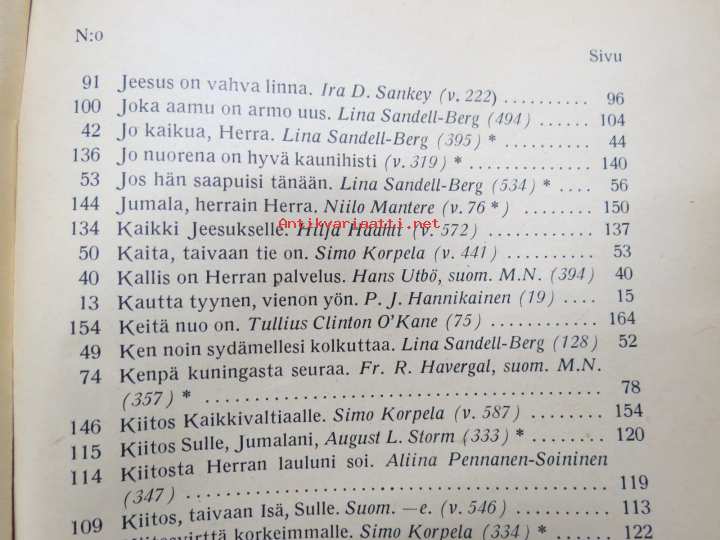 N:o
Sivu
91 Jeesus on vahva linna. Ira D. Sankey (v. 222) .......... 96
100 Joka aamu on armo uus. Lina Sandell-Berg (494) ...... 104
42 Jo kaikua, Herra. Lina Sandell-Berg (395) * ............ 44
136 Jo nuorena on hyvä kaunihisti (v. 319) * ............... 140
53 Jos hän saapuisi tänään. Lina Sandell-Berg (534) * .... 56
144 Jumala, herrain Herra. Niilo Mantere (v. 76 *) ........ 150
Antikvariaatti.net
134 Kaikki Jeesukselle. Hilja Haahti (v. 572) ............. 137
50 Kaita, taivaan tie on. Simo Korpela (v. 441) .......... 53
40 Kallis on Herran palvelus. Hans Utbö, suom. M.N. (394) 40
13 Kautta tyynen, vienon yön. P. J. Hannikainen (19) .... 15
154 Keitä nuo on. Tullius Clinton O'Kane (75) ............ 164
49 Ken noin sydämellesi kolkuttaa. Lina Sandell-Berg (128) 52
74 Kenpä kuningasta seuraa. Fr. R. Havergal, suom. M.N.
(357) * ............................................. 78
146 Kiitos Kaikkivaltiaalle. Simo Korpela (v. 587) ........ 154
115 Kiitos Sulle, Jumalani, August L. Storm (333) * ....... 120
114 Kiitosta Herran lauluni soi. Aliina Pennanen-Soininen
(347) ............................................... 119
109 Kiitos, taivaan Isä, Sulle. Suom. —e. (v. 546) ......... 113
korkeimmalle. Simo Korpela (334) * ....... 122